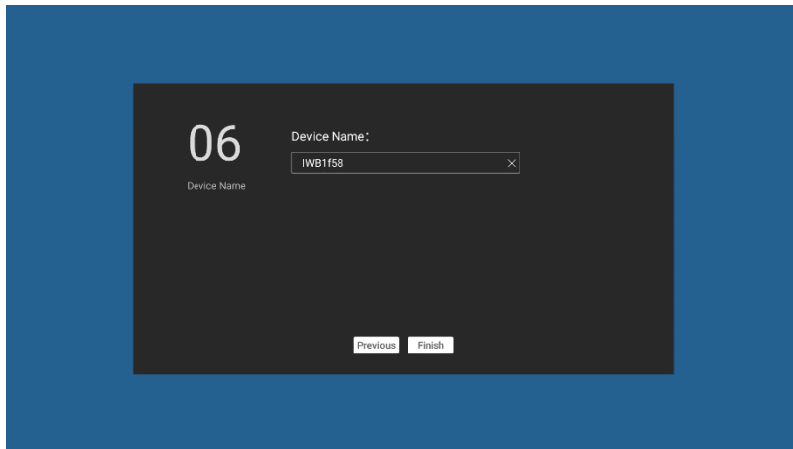 06
Device Name
Device Name：
IWB1f58
Previous
Finish